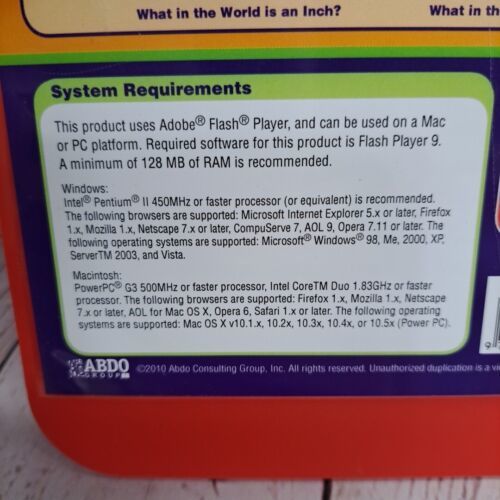 What in the World is an Inch?
What in th
System Requirements
This product uses Adobe® Flash® Player, and can be used on a Mac
or PC platform. Required software for this product is Flash Player 9.
A minimum of 128 MB of RAM is recommended.
Windows:
Intel® Pentium® II 450MHz or faster processor (or equivalent) is recommended.
The following browsers are supported: Microsoft Internet Explorer 5.x or later, Firefox
1.x, Mozilla 1.x, Netscape 7.x or later, CompuServe 7, AOL 9, Opera 7.11 or later. The
following operating systems are supported: Microsoft® Windows® 98, Me, 2000, XP,
ServerTM 2003, and Vista.
Macintosh:
PowerPC® G3 500MHz or faster processor, Intel CoreTM Duo 1.83GHz or faster
processor. The following browsers are supported: Firefox 1.x, Mozilla 1.x, Netscape
7.x or later, AOL for Mac OS X, Opera 6, Safari 1.x or later. The following operating
systems are supported: Mac OS X v10.1.x, 10.2x, 10.3x, 10.4x, or 10.5x (Power PC).
ABDO
GROUP
©2010 Abdo Consulting Group, Inc. All rights reserved. Unauthorized duplication is a vi
9